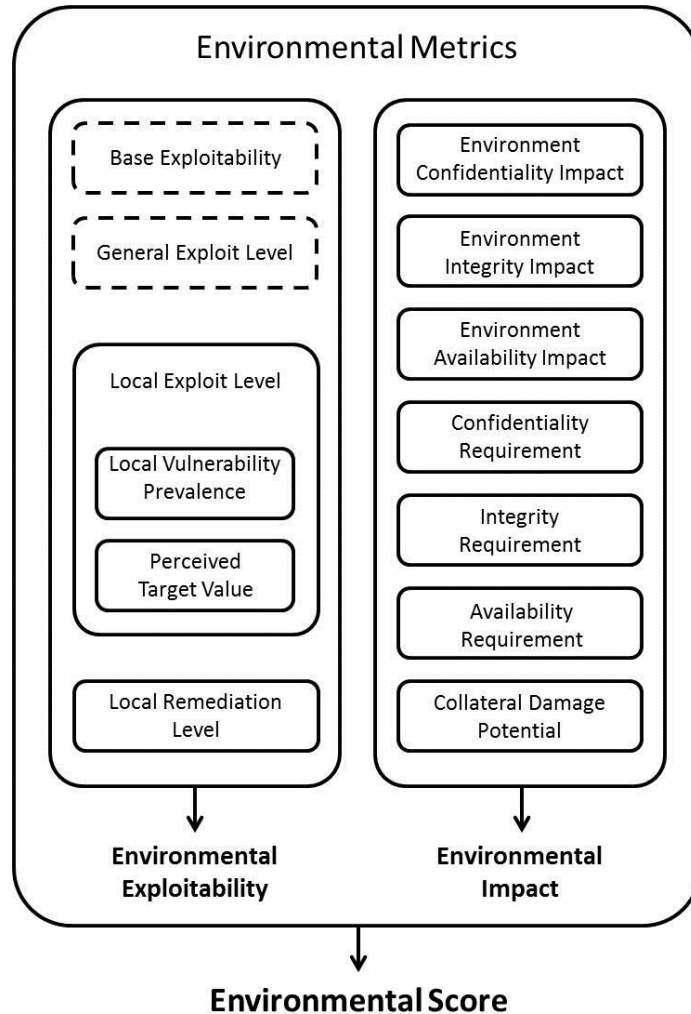 Environmental Metrics
Base Exploitability
General Exploit Level
Local Exploit Level
Local Vulnerability
Prevalence
Perceived
Target Value
Local Remediation
Level
Environmental
Exploitability
Environment
Confidentiality Impact
Environment
Integrity Impact
Environment
Availability Impact
Confidentiality
Requirement
Integrity
Requirement
Availability
Requirement
Collateral Damage
Potential
Environmental
Impact
Environmental Score